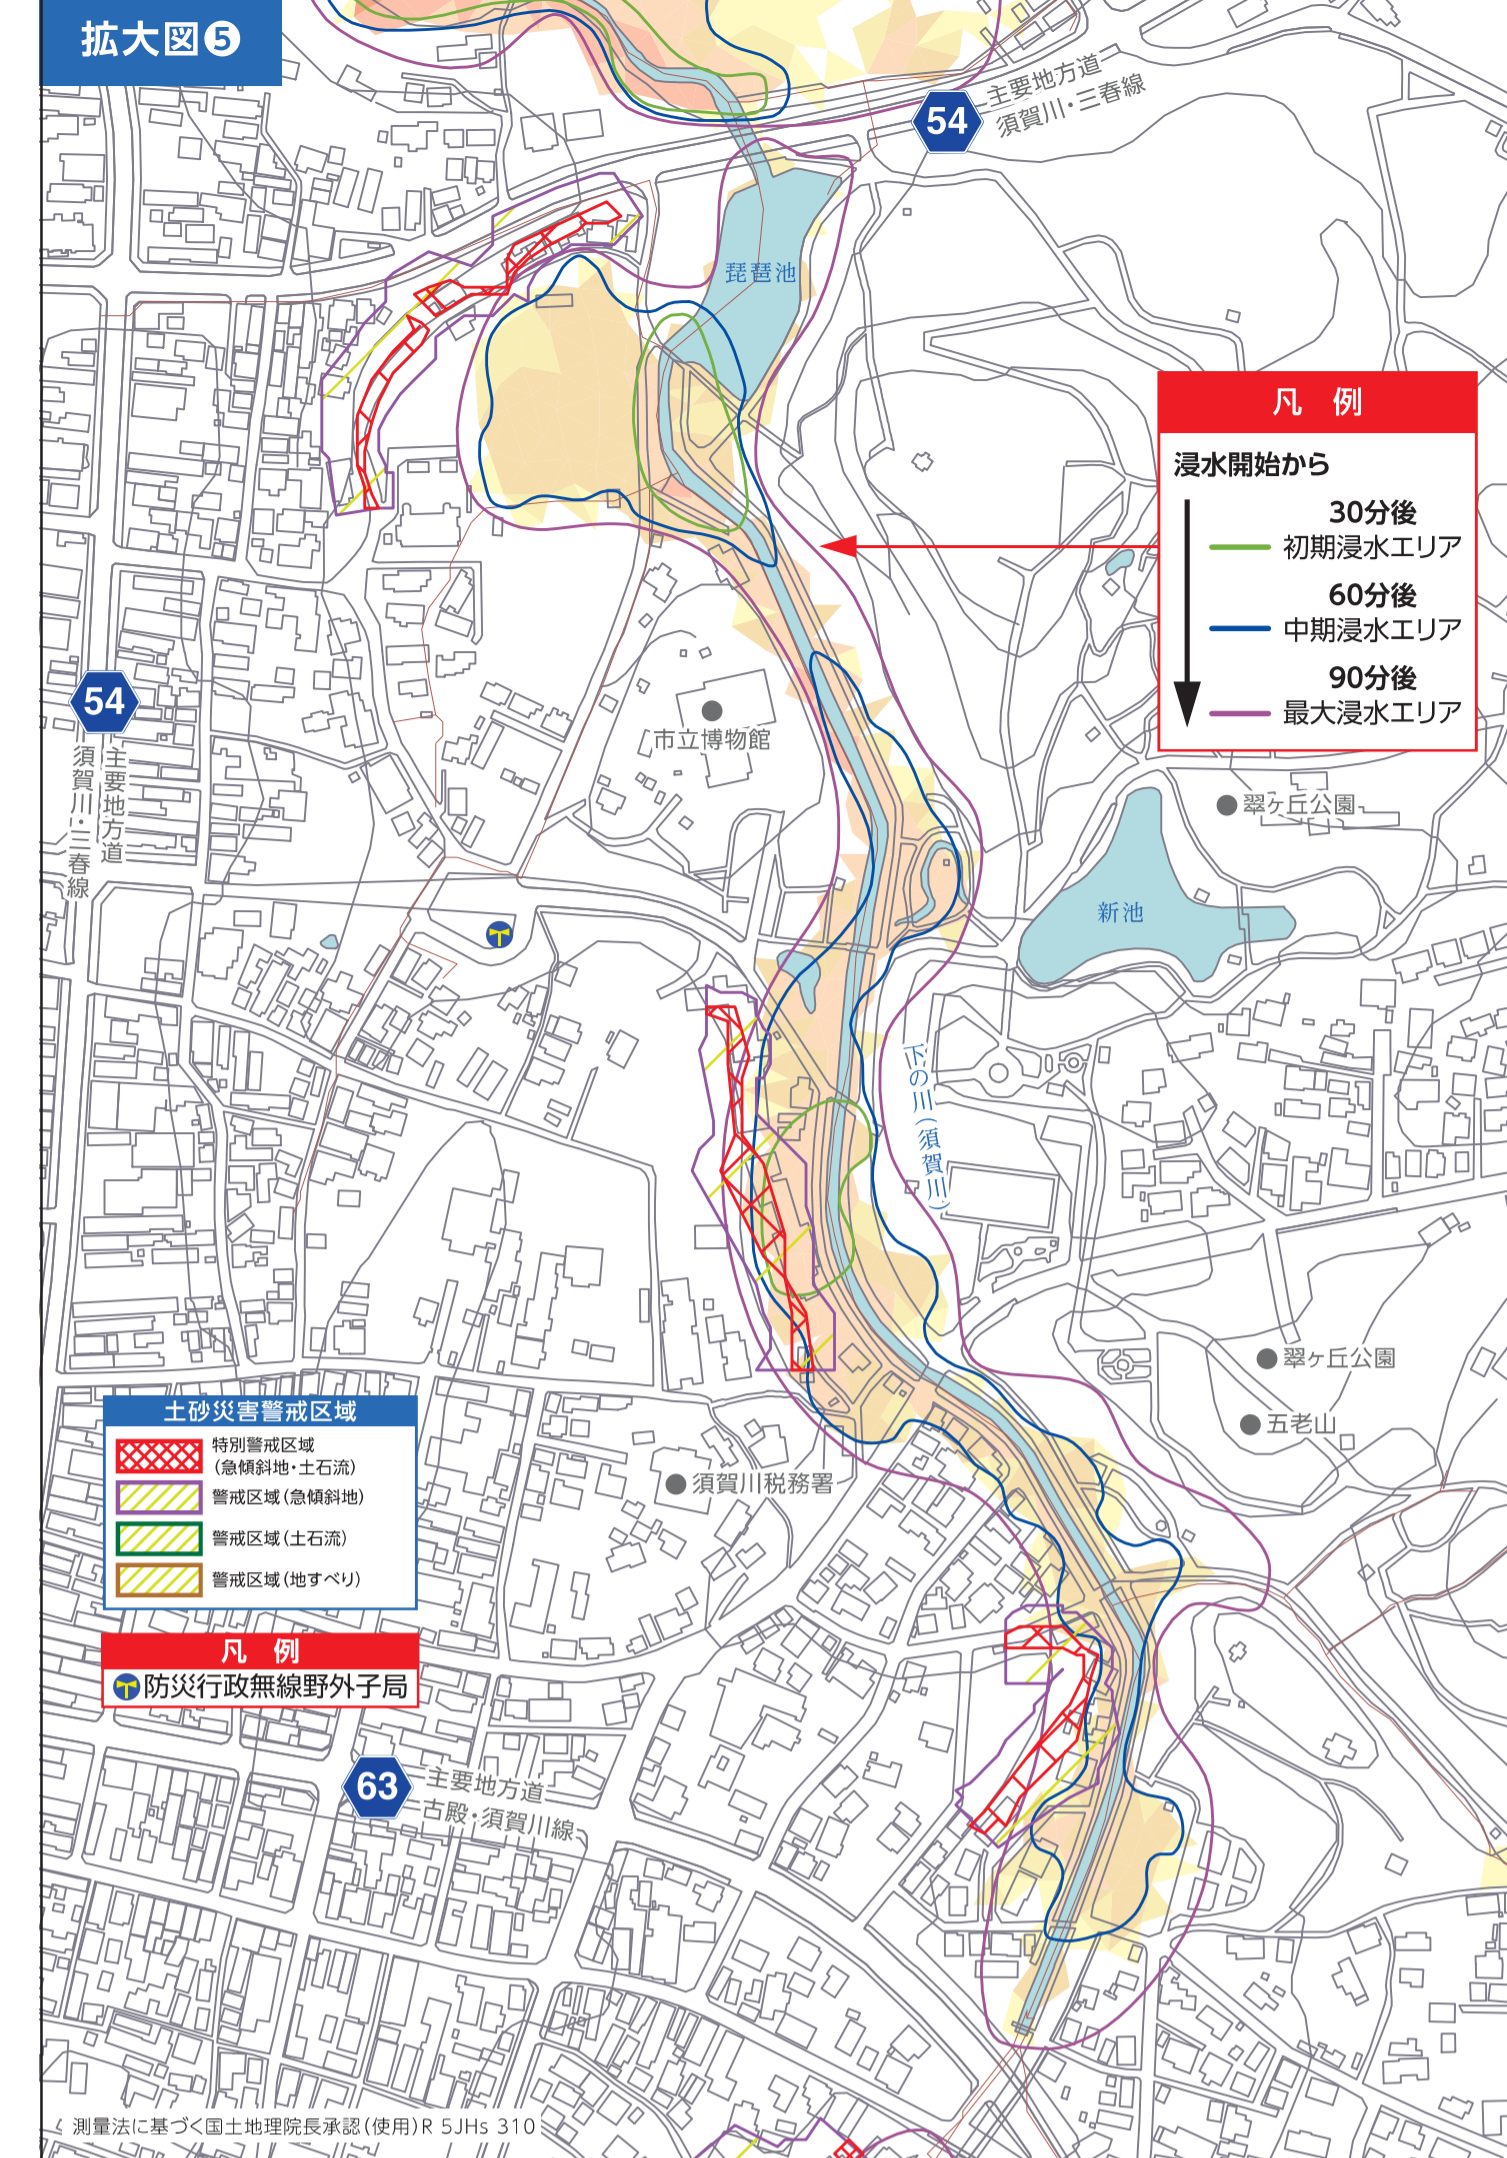 拡大図5
54
主要地方道
須賀川・三春線
琵琶池
凡 例
浸水開始から
30分後
初期浸水エリア
60分後
中期浸水エリア
90分後
最大浸水エリア
54
主要地方道
須賀川・三春線
市立博物館
翠ヶ丘公園
新池
下の川(須賀川)
翠ヶ丘公園
五老山
須賀川税務署
土砂災害警戒区域
特別警戒区域
(急傾斜地・土石流)
警戒区域(急傾斜地)
警戒区域(土石流)
警戒区域(地すべり)
凡 例
防災行政無線野外子局
63
主要地方道
古殿・須賀川線
測量法に基づく国土地理院長承認(使用)R 5JHs 310